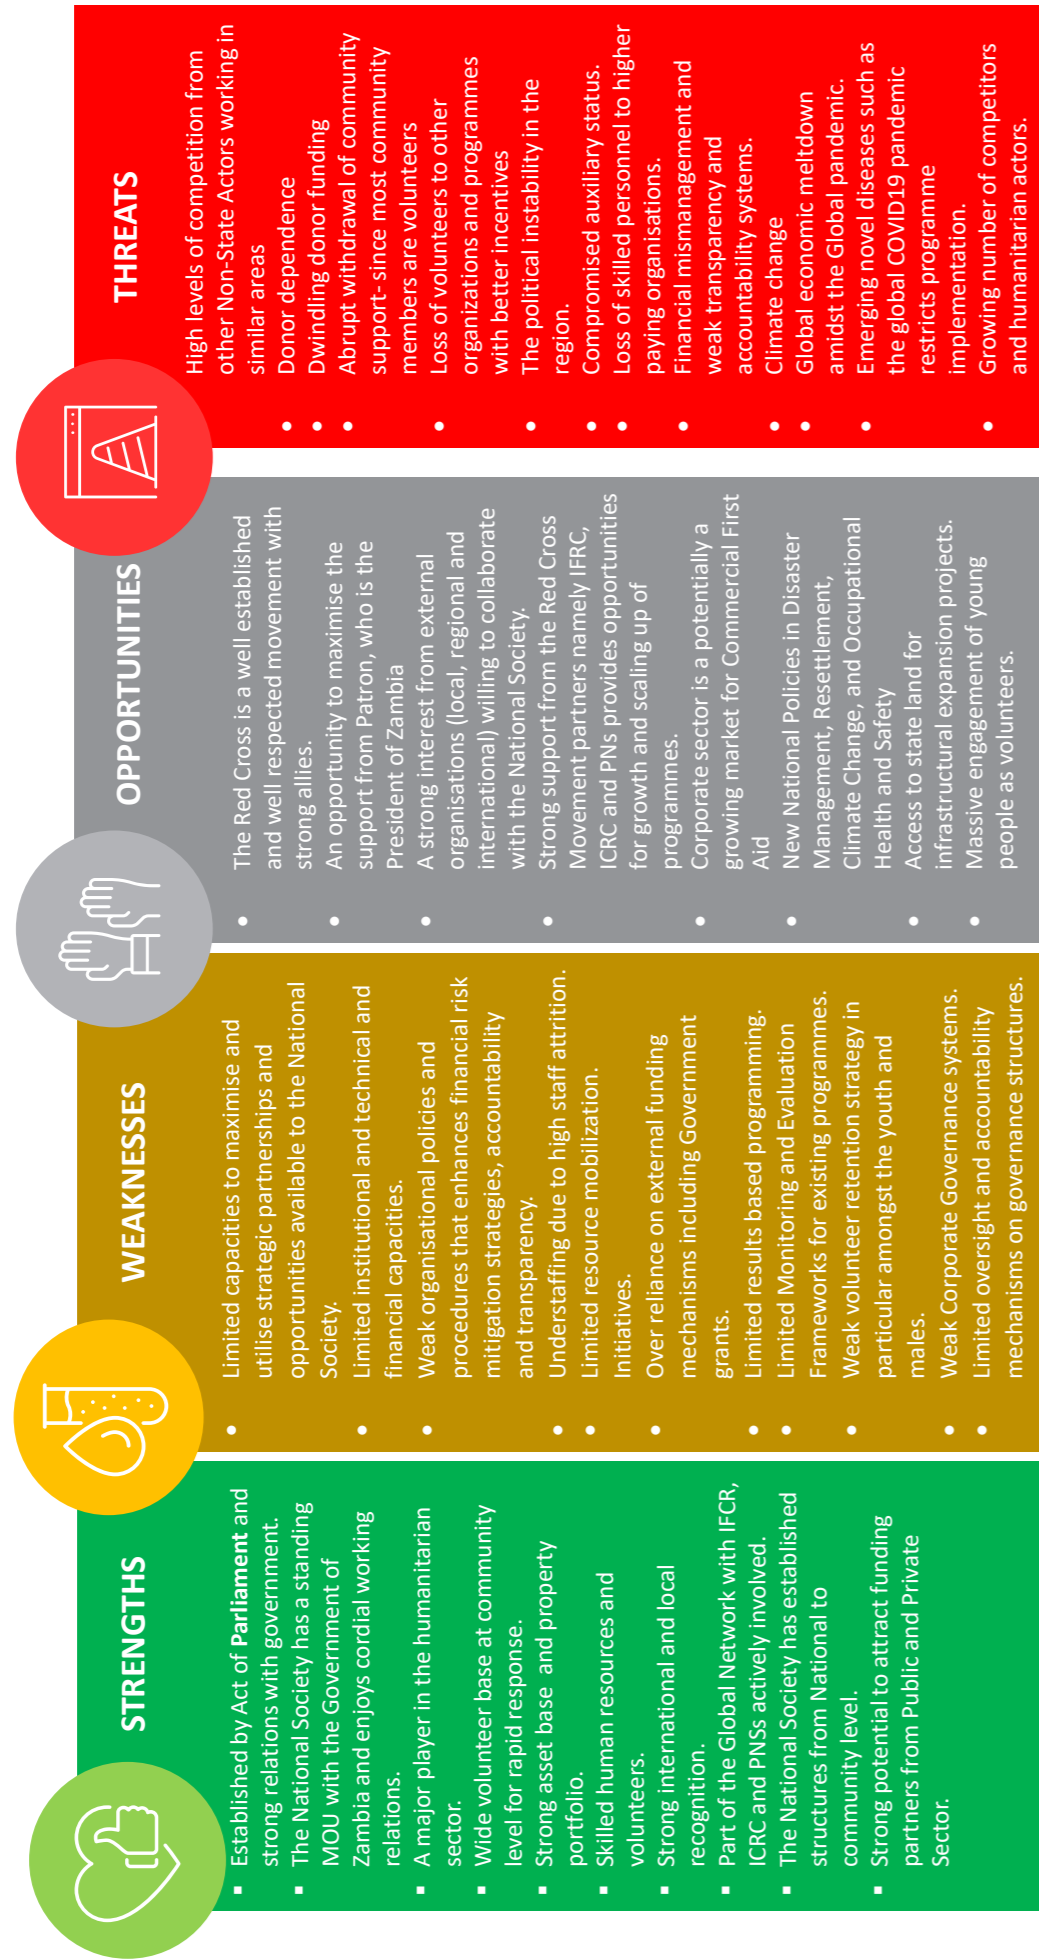 STRENGTHS
▪ Established by Act of Parliament and
strong relations with government.
▪ The National Society has a standing
MOU with the Government of
Zambia and enjoys cordial working
relations.
▪ A major player in the humanitarian
sector.
▪ Wide volunteer base at community
level for rapid response.
▪ Strong asset base and property
portfolio.
▪ Skilled human resources and
volunteers.
▪ Strong international and local
recognition.
▪ Part of the Global Network with IFCR,
ICRC and PNSs actively involved.
▪ The National Society has established
structures from National to
community level.
▪ Strong potential to attract funding
partners from Public and Private
Sector.
WEAKNESSES
• Limited capacities to maximise and
utilise strategic partnerships and
opportunities available to the National
Society.
• Limited institutional and technical and
financial capacities.
• Weak organisational policies and
procedures that enhances financial risk
mitigation strategies, accountability
and transparency.
• Understaffing due to high staff attrition.
• Limited resource mobilization.
Initiatives.
• Over reliance on external funding
mechanisms including Government
grants.
• Limited results based programming.
• Limited Monitoring and Evaluation
Frameworks for existing programmes.
• Weak volunteer retention strategy in
particular amongst the youth and
males.
• Weak Corporate Governance systems.
• Limited oversight and accountability
mechanisms on governance structures.
OPPORTUNITIES
• The Red Cross is a well established
and well respected movement with
strong allies.
• An opportunity to maximise the
support from Patron, who is the
President of Zambia
• A strong interest from external
organisations (local, regional and
international) willing to collaborate
with the National Society.
• Strong support from the Red Cross
Movement partners namely IFRC,
ICRC and PNs provides opportunities
for growth and scaling up of
programmes.
• Corporate sector is a potentially a
growing market for Commercial First
Aid
• New National Policies in Disaster
Management, Resettlement,
Climate Change, and Occupational
Health and Safety
• Access to state land for
infrastructural expansion projects.
• Massive engagement of young
people as volunteers.
THREATS
High levels of competition from
other Non-State Actors working in
similar areas
• Donor dependence
• Dwindling donor funding
• Abrupt withdrawal of community
support- since most community
members are volunteers
• Loss of volunteers to other
organizations and programmes
with better incentives
• The political instability in the
region.
• Compromised auxiliary status.
• Loss of skilled personnel to higher
paying organisations.
• Financial mismanagement and
weak transparency and
accountability systems.
• Climate change
• Global economic meltdown
amidst the Global pandemic.
• Emerging novel diseases such as
the global COVID19 pandemic
restricts programme
implementation.
• Growing number of competitors
and humanitarian actors.